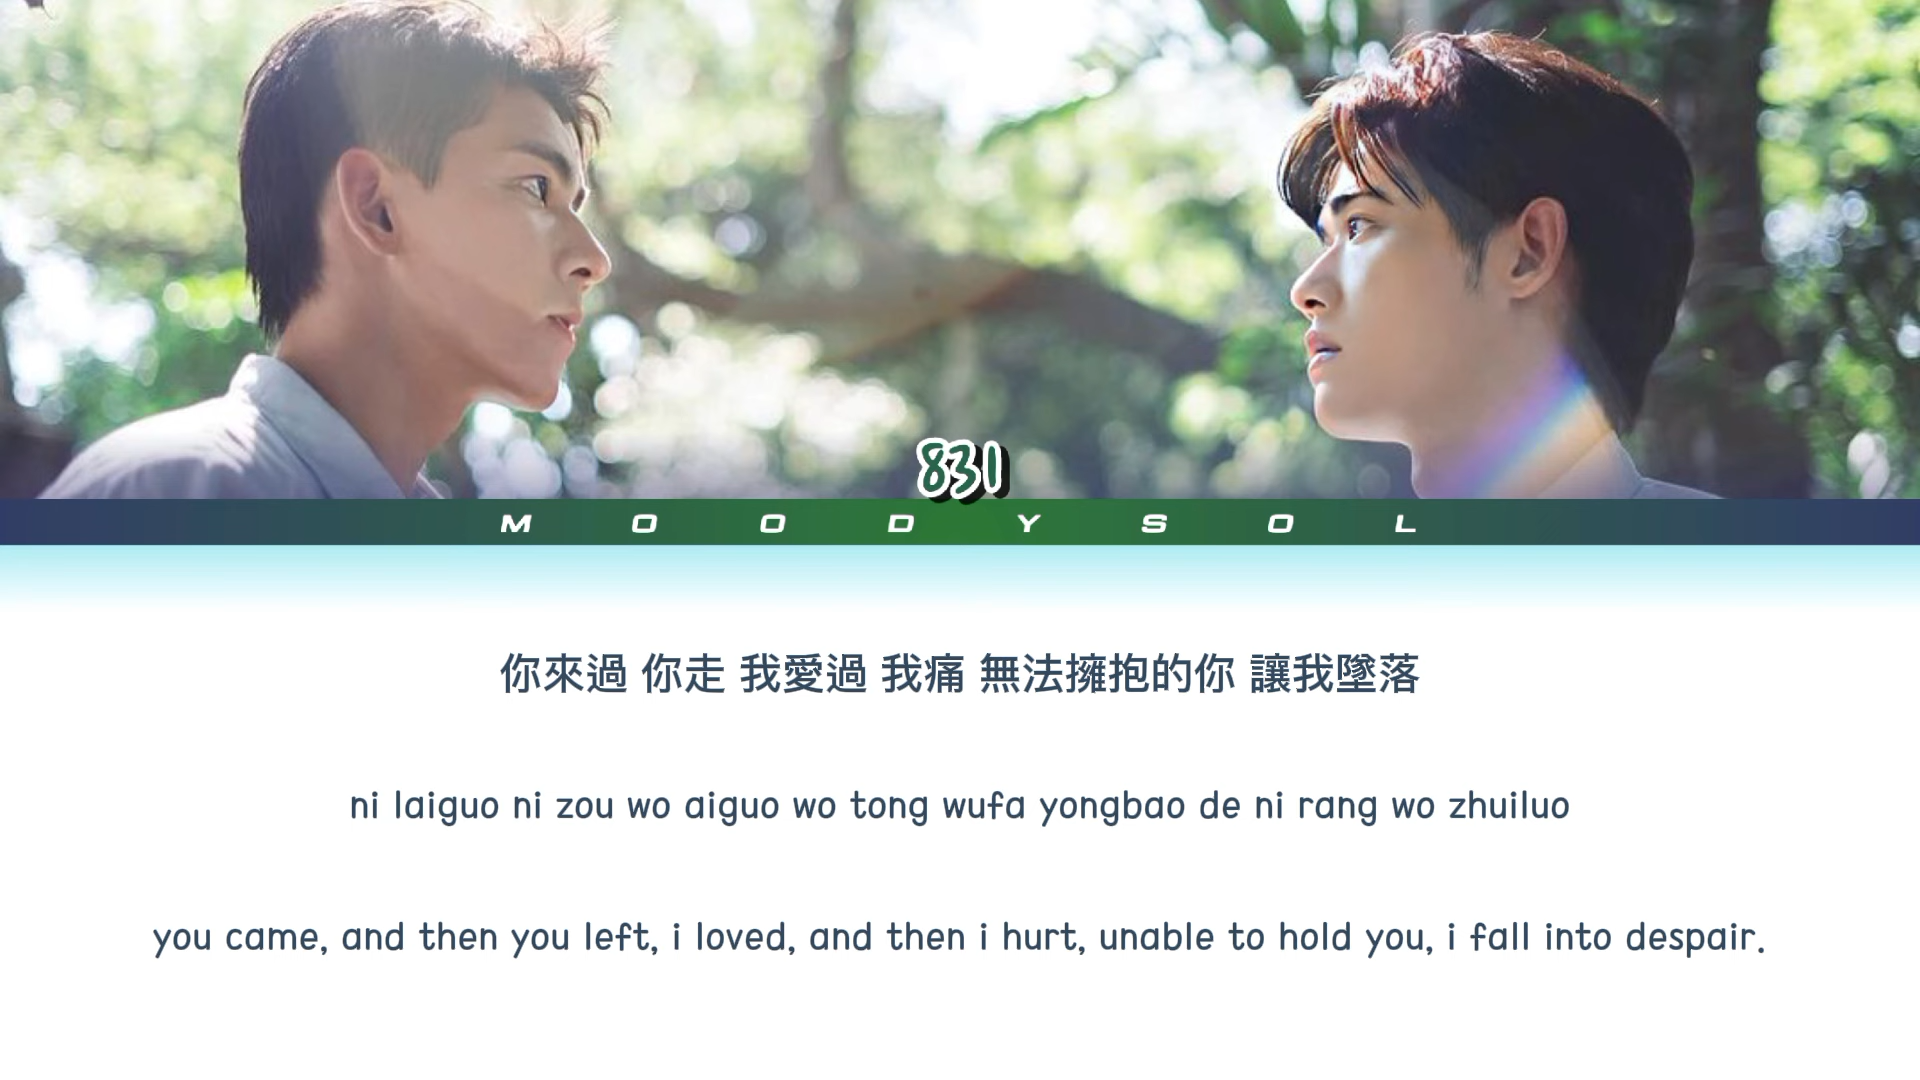 831
MOODYSOL
你來過 你走 我愛過 我痛 無法擁抱的你 讓我墜落
ni laiguo ni zou wo aiguo wo tong wufa yongbao de ni rang wo zhuiluo
you came, and then you left, i loved, and then i hurt, unable to hold you, i fall into despair.